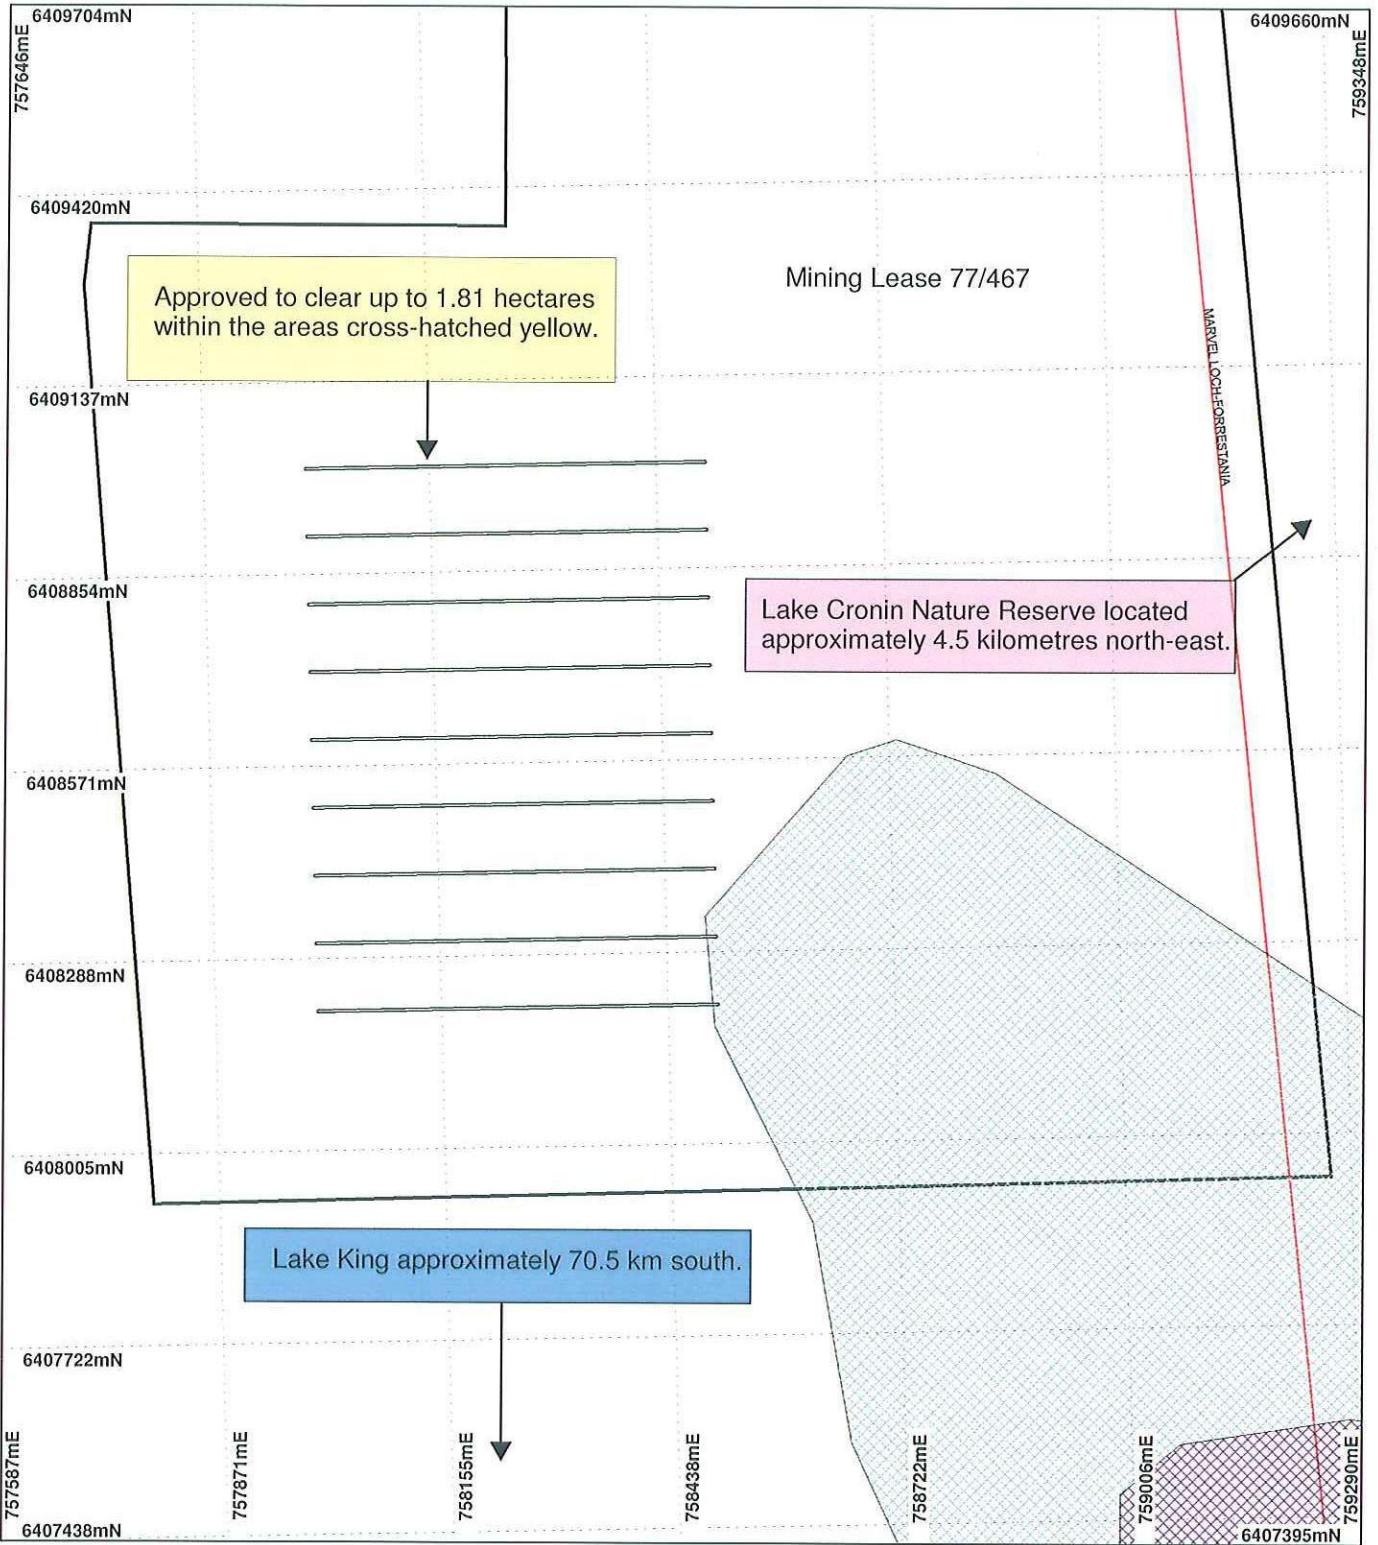 6409704mN
6409660mN
757646mE
759348mE
6409420mN
Mining Lease 77/467
Approved to clear up to 1.81 hectares
within the areas cross-hatched yellow.
MARVEL LOCH-FORRESTANIA
6409137mN
6408854mN
Lake Cronin Nature Reserve located
approximately 4.5 kilometres north-east.
6408571mN
6408288mN
6408005mN
Lake King approximately 70.5 km south.
6407722mN
757587mE
757871mE
758155mE
758438mE
758722mE
759006mE
759290mE
6407438mN
6407395mN